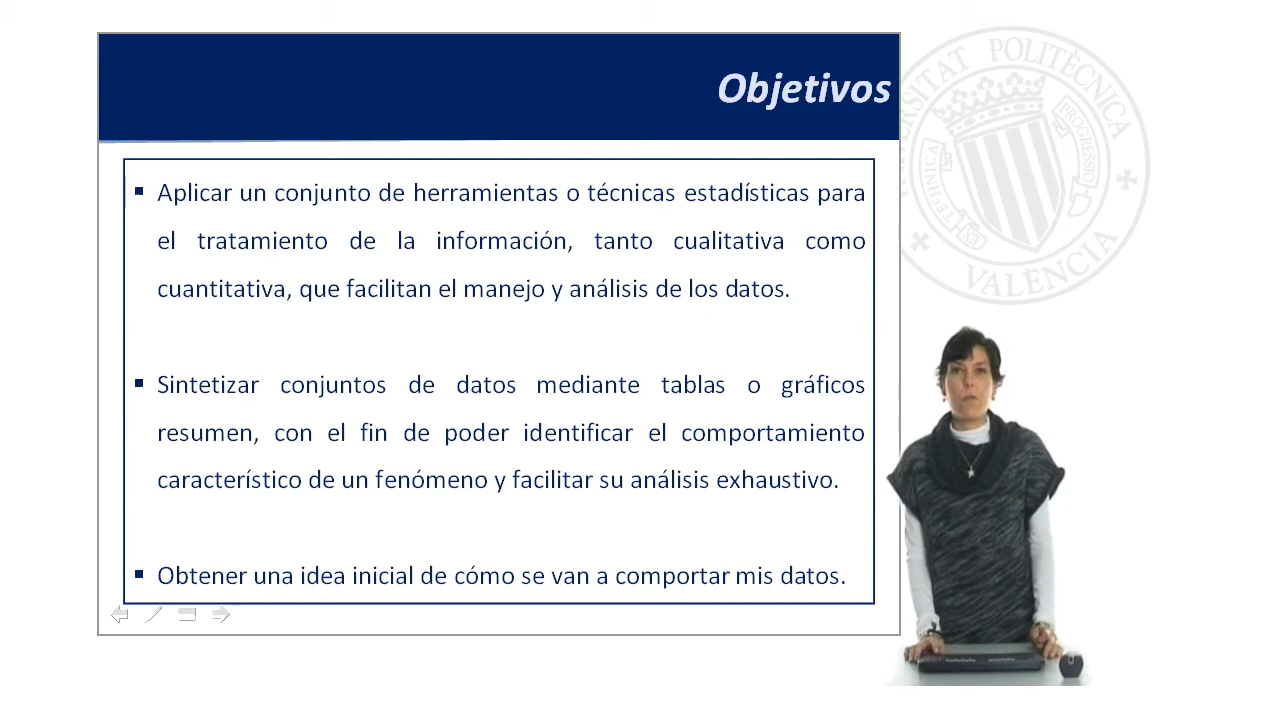 Objetivos
▪ Aplicar un conjunto de herramientas o técnicas estadísticas para
el tratamiento de la información, tanto cualitativa como
cuantitativa, que facilitan el manejo y análisis de los datos.
▪ Sintetizar conjuntos de datos mediante tablas o gráficos
resumen, con el fin de poder identificar el comportamiento
característico de un fenómeno y facilitar su análisis exhaustivo.
▪ Obtener una idea inicial de cómo se van a comportar mis datos.
POLITÈCNICA
VALÈNCIA
TECHNICA
EX
PROGRESSIO